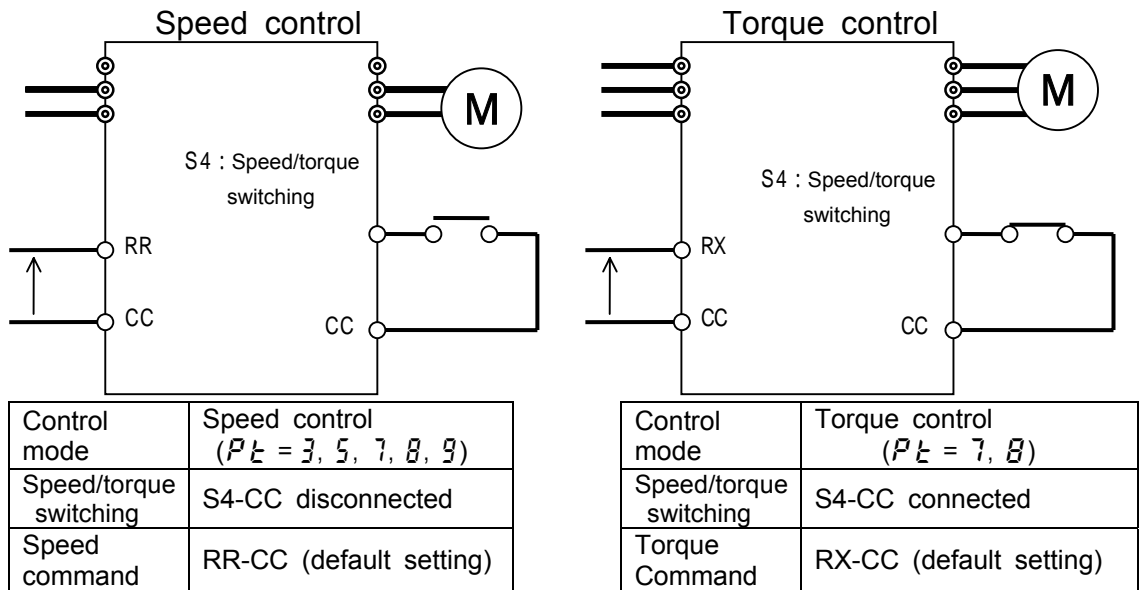 Speed control
M
S4 : Speed/torque
switching
RR
CC
CC
Control mode
Speed control
(Pt = 3, 5, 7, 8, 9)
Speed/torque switching
S4-CC disconnected
Speed command
RR-CC (default setting)
Torque control
M
S4 : Speed/torque
switching
RX
CC
CC
Control mode
Torque control
(Pt = 7, 8)
Speed/torque switching
S4-CC connected
Torque Command
RX-CC (default setting)